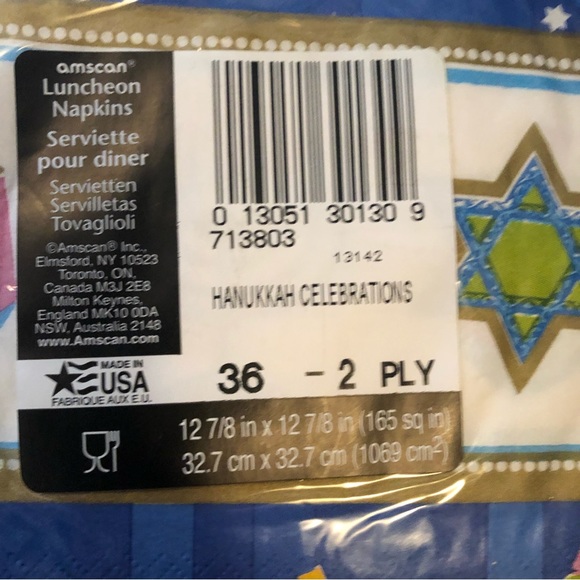 amscan®
Luncheon
Napkins
Serviette
pour diner
Servietten
Servilletas
Tovaglioli
©Amscan® Inc.,
Elmsford, NY 10523
Toronto, ON,
Canada M3J 2E8
Milton Keynes,
England MK10 0DA
NSW, Australia 2148
www.Amscan.com
MADE IN
USA
FABRIQUE AUX E.U.
0 13051 30130 9
713803
13142
HANUKKAH CELEBRATIONS
36 - 2 PLY
12 7/8 in x 12 7/8 in (165 sq in)
32.7 cm x 32.7 cm (1069 cm²)